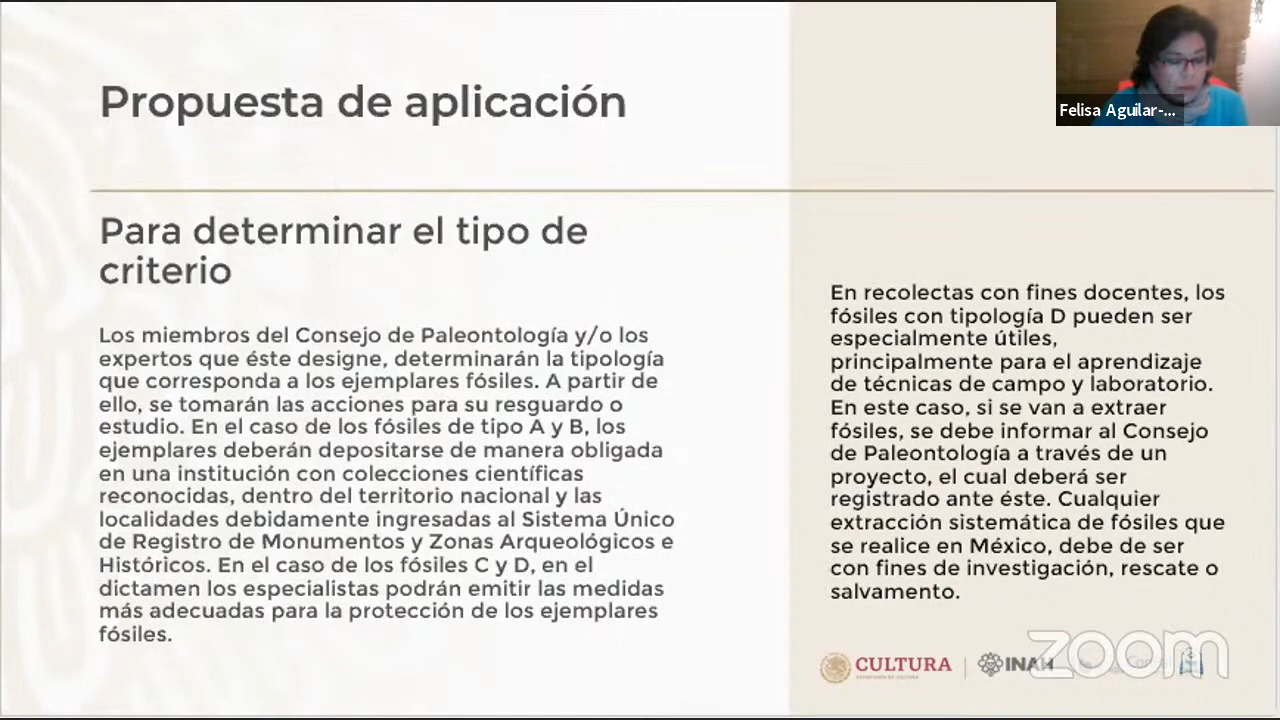 Propuesta de aplicación
Felisa Aguilar-...
Para determinar el tipo de
criterio
Los miembros del Consejo de Paleontología y/o los
expertos que éste designe, determinarán la tipología
que corresponda a los ejemplares fósiles. A partir de
ello, se tomarán las acciones para su resguardo o
estudio. En el caso de los fósiles de tipo A y B, los
ejemplares deberán depositarse de manera obligada
en una institución con colecciones científicas
reconocidas, dentro del territorio nacional y las
localidades debidamente ingresadas al Sistema Único
de Registro de Monumentos y Zonas Arqueológicos e
Históricos. En el caso de los fósiles C y D, en el
dictamen los especialistas podrán emitir las medidas
más adecuadas para la protección de los ejemplares
fósiles.
En recolectas con fines docentes, los
fósiles con tipología D pueden ser
especialmente útiles,
principalmente para el aprendizaje
de técnicas de campo y laboratorio.
En este caso, si se van a extraer
fósiles, se debe informar al Consejo
de Paleontología a través de un
proyecto, el cual deberá ser
registrado ante éste. Cualquier
extracción sistemática de fósiles que
se realice en México, debe de ser
con fines de investigación, rescate o
salvamento.
CULTURA
SECRETARÍA DE CULTURA
INAH
zoom